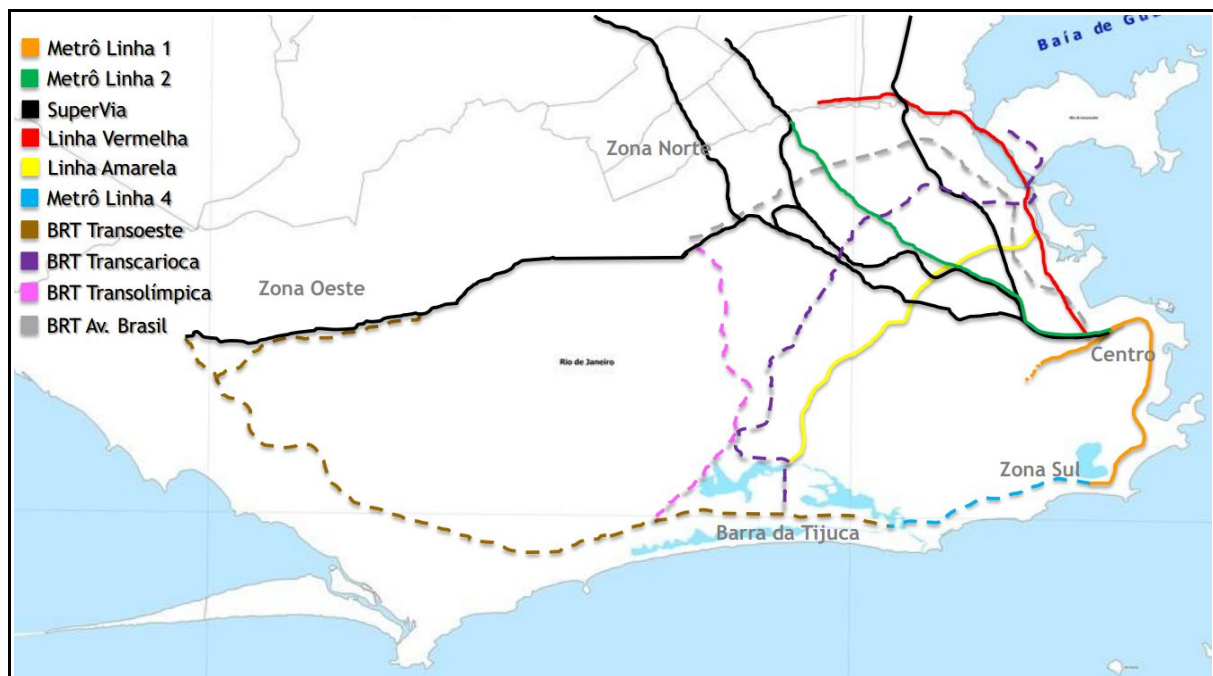 Baía de Gu
Metrô Linha 1
Metrô Linha 2
SuperVia
Linha Vermelha
Linha Amarela
Metrô Linha 4
BRT Transoeste
BRT Transcarioca
BRT Transolímpica
BRT Av. Brasil
Zona Norte
Zona Oeste
Rio de Janeiro
Centro
Zona Sul
Barra da Tijuca